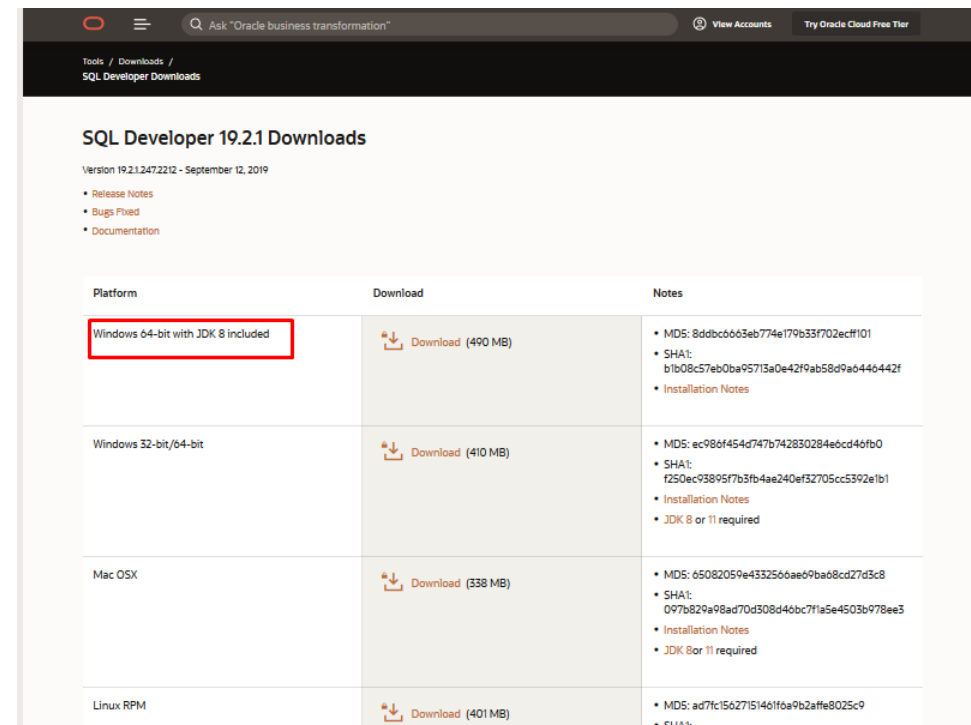 Ask "Oracle business transformation"
View Accounts
Try Oracle Cloud Free Tier
Tools / Downloads /
SQL Developer Downloads
SQL Developer 19.2.1 Downloads
Version 19.2.1.247.2212 - September 12, 2019
• Release Notes
• Bugs Fixed
• Documentation
Platform Download Notes
Windows 64-bit with JDK 8 included
Download (490 MB)
• MD5: 8ddbc6663eb774e179b33f702ecff101
• SHA1:
b1b08c57eb0ba95713a0e42f9ab58d9a6446442f
• Installation Notes
Windows 32-bit/64-bit
Download (410 MB)
• MD5: ec986f454d747b742830284e6cd46fb0
• SHA1:
f250ec93895f7b3fb4ae240ef32705cc5392e1b1
• Installation Notes
• JDK 8 or 11 required
Mac OSX
Download (338 MB)
• MD5: 65082059e4332566ae69ba68cd27d3c8
• SHA1:
097b829a98ad70d308d46bc7f1a5e4503b978ee3
• Installation Notes
• JDK 8or 11 required
Linux RPM
Download (401 MB)
• MD5: ad7fc15627151461f6a9b2affe8025c9
• SHA1: